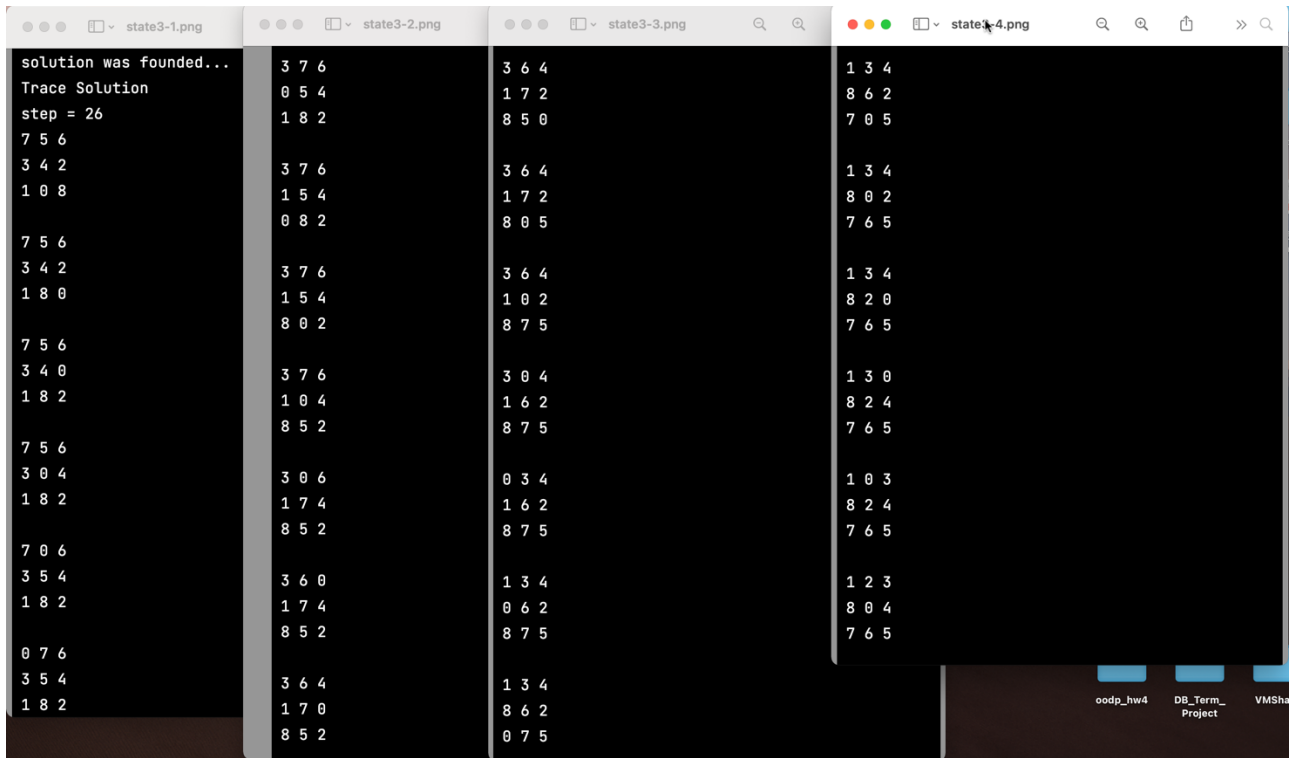 state3-1.png
solution was founded...
Trace Solution
step = 26
7 5 6
3 4 2
1 0 8
7 5 6
3 4 2
1 8 0
7 5 6
3 4 0
1 8 2
7 5 6
3 0 4
1 8 2
7 0 6
3 5 4
1 8 2
0 7 6
3 5 4
1 8 2
state3-2.png
3 7 6
0 5 4
1 8 2
3 7 6
1 5 4
0 8 2
3 7 6
1 5 4
8 0 2
3 7 6
1 0 4
8 5 2
3 0 6
1 7 4
8 5 2
3 6 0
1 7 4
8 5 2
3 6 4
1 7 0
8 5 2
state3-3.png
3 6 4
1 7 2
8 5 0
3 6 4
1 7 2
8 0 5
3 6 4
1 0 2
8 7 5
3 0 4
1 6 2
8 7 5
0 3 4
1 6 2
8 7 5
1 3 4
0 6 2
8 7 5
1 3 4
8 6 2
0 7 5
state3-4.png
1 3 4
8 6 2
7 0 5
1 3 4
8 0 2
7 6 5
1 3 4
8 2 0
7 6 5
1 3 0
8 2 4
7 6 5
1 0 3
8 2 4
7 6 5
1 2 3
8 0 4
7 6 5
oodp_hw4
DB_Term_
Project
VMSha